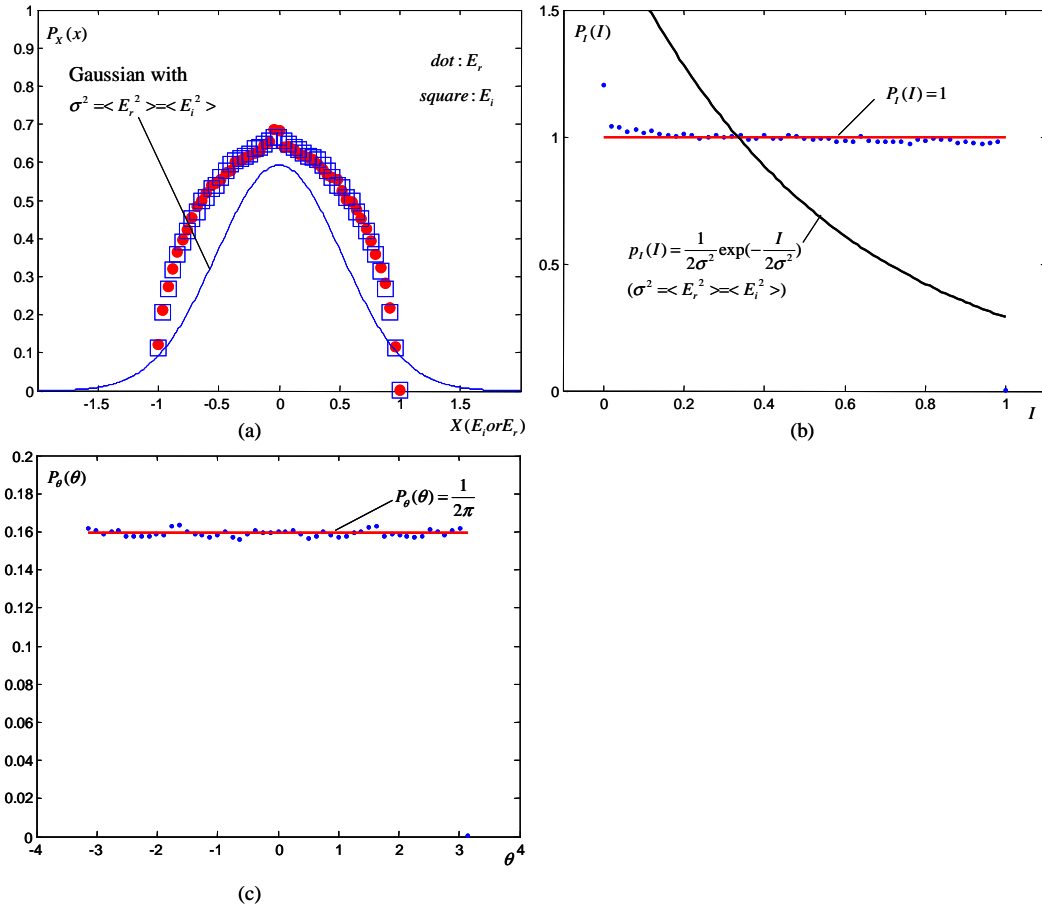 P_X(x)
dot : E_r
square : E_i
Gaussian with
σ² =< E_r² >=< E_i² >
1
0.9
0.8
0.7
0.6
0.5
0.4
0.3
0.2
0.1
0
-1.5 -1 -0.5 0 0.5 1 1.5
X(E_i or E_r)
(a)
P_I(I)
P_I(I) = 1
p_I(I) = 1/(2σ²) exp(-I/(2σ²))
(σ² =< E_r² >=< E_i² >)
1.5
1
0.5
0
0 0.2 0.4 0.6 0.8 1
I
(b)
P_θ(θ)
P_θ(θ) = 1/(2π)
0.2
0.18
0.16
0.14
0.12
0.1
0.08
0.06
0.04
0.02
0
-4 -3 -2 -1 0 1 2 3 4
θ
(c)